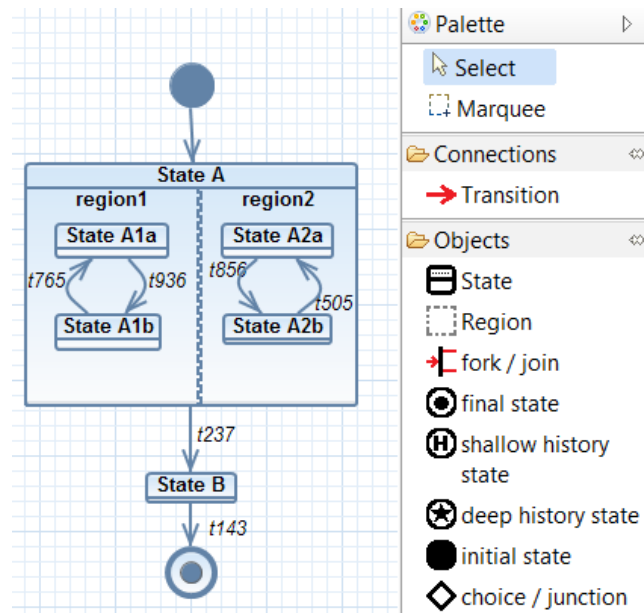 State A
region1
region2
State A1a
State A2a
t765
t936
t856
t505
State A1b
State A2b
t237
State B
t143
Palette
Select
Marquee
Connections
Transition
Objects
State
Region
fork / join
final state
H
shallow history
state
deep history state
initial state
choice / junction